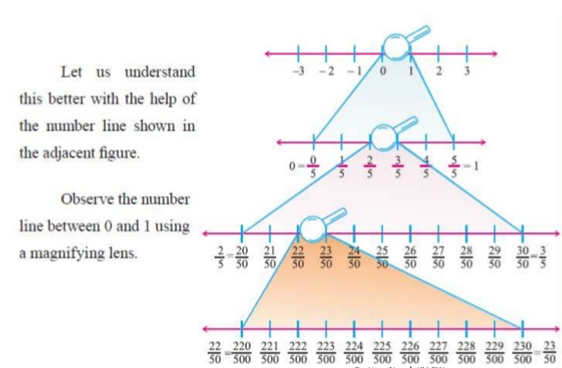 Let us understand
this better with the help of
the number line shown in
the adjacent figure.
Observe the number
line between 0 and 1 using
a magnifying lens.
-3 -2 -1 0 1 2 3
0=0/5 1/5 2/5 3/5 4/5 5/5=1
2/5=20/50 21/50 22/50 23/50 24/50 25/50 26/50 27/50 28/50 29/50 30/50=3/5
22/50=220/500 221/500 222/500 223/500 224/500 225/500 226/500 227/500 228/500 229/500 230/500=23/50